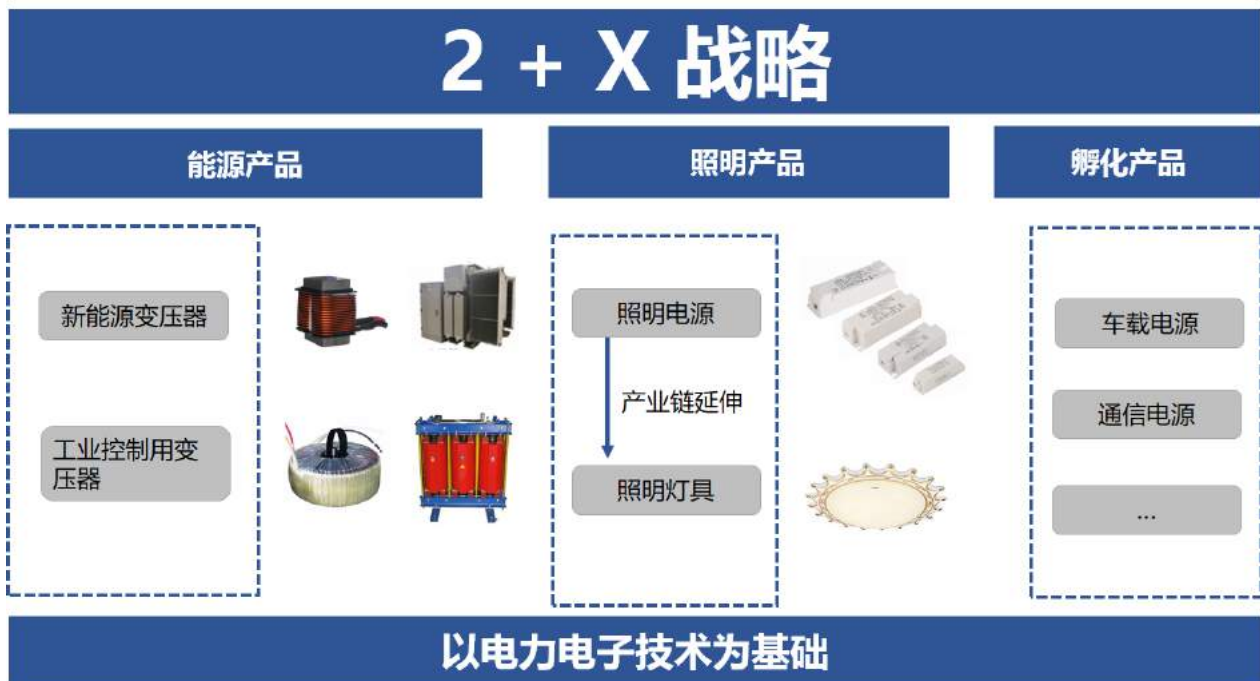 2 + X 战略
能源产品
照明产品
孵化产品
新能源变压器
工业控制用变
压器
照明电源
产业链延伸
照明灯具
车载电源
通信电源
...
以电力电子技术为基础